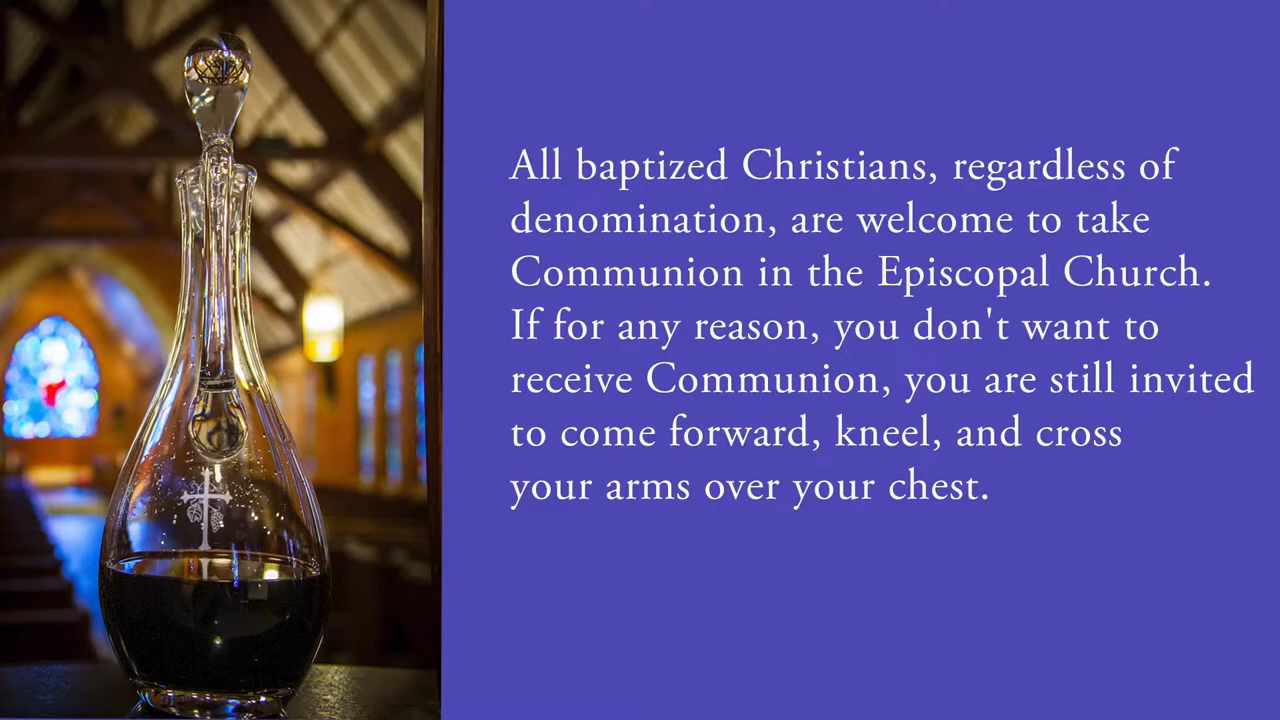 All baptized Christians, regardless of
denomination, are welcome to take
Communion in the Episcopal Church.
If for any reason, you don't want to
receive Communion, you are still invited
to come forward, kneel, and cross
your arms over your chest.